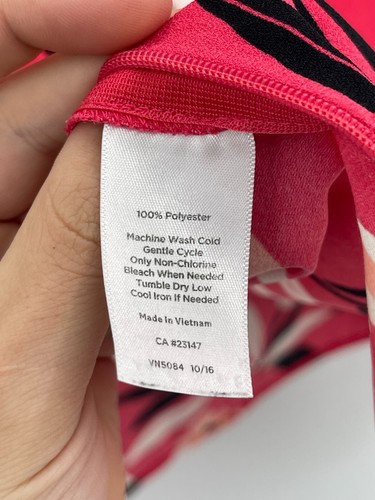 100% Polyester
Machine Wash Cold
Gentle Cycle
Only Non-Chlorine
Bleach When Needed
Tumble Dry Low
Cool Iron If Needed
Made in Vietnam
CA #23147
VN5084 10/16